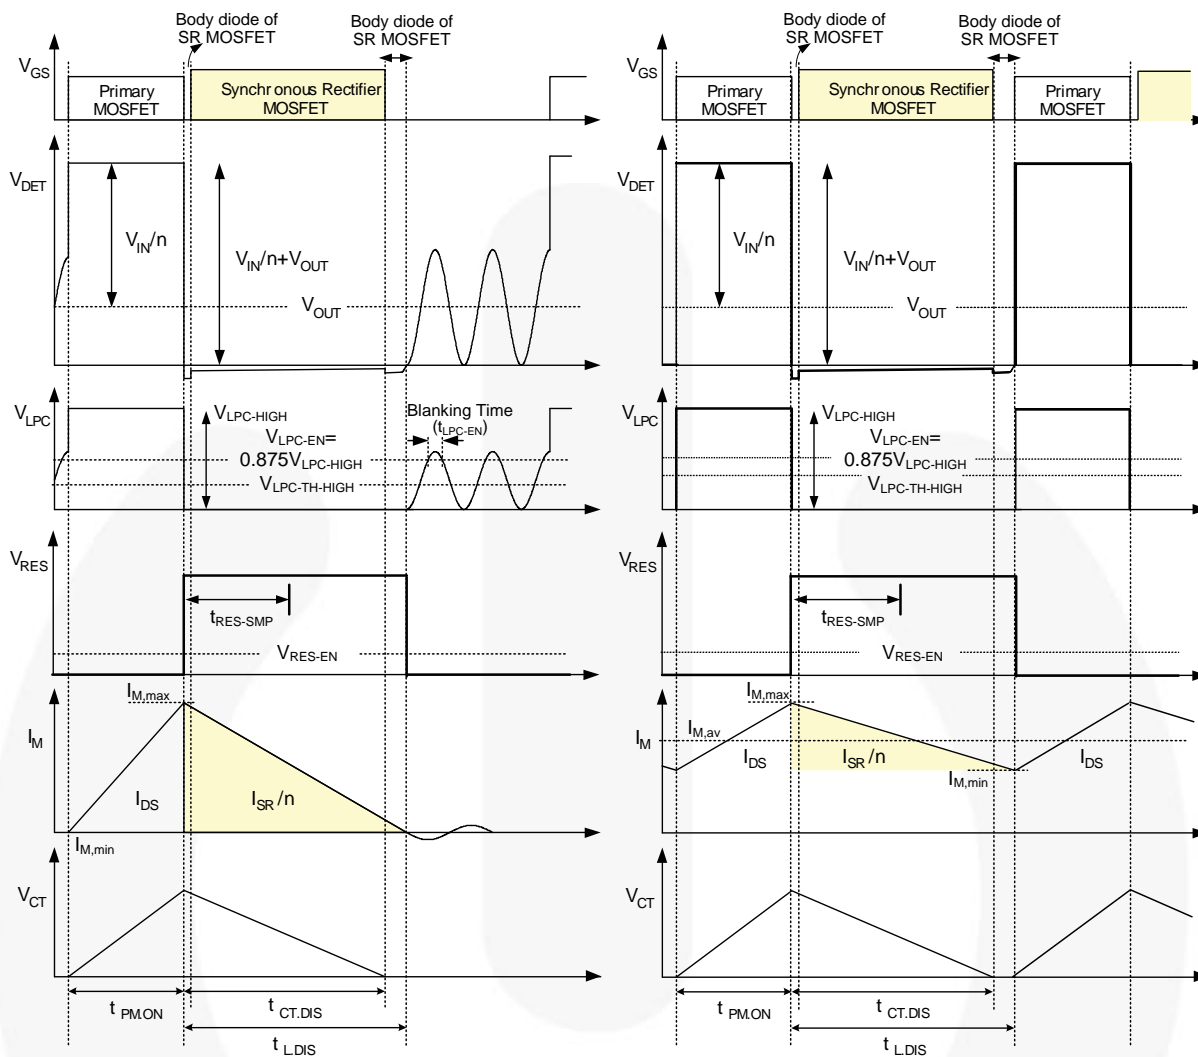 Body diode of
SR MOSFET
Body diode of
SR MOSFET
VGS
Primary
MOSFET
Synchronous Rectifier
MOSFET
VDET
VIN/n
VIN/n+VOUT
VOUT
VLPC
VLPC-HIGH
VLPC-EN=
0.875VLPC-HIGH
VLPC-TH-HIGH
Blanking Time
(tLPC-EN)
VRES
tRES-SMP
VRES-EN
IM,max
IM
IDS
ISR/n
IM,min
VCT
t PM.ON
t CT.DIS
t L.DIS
Body diode of
SR MOSFET
Body diode of
SR MOSFET
VGS
Primary
MOSFET
Synchronous Rectifier
MOSFET
Primary
MOSFET
VDET
VIN/n
VIN/n+VOUT
VOUT
VLPC
VLPC-HIGH
VLPC-EN=
0.875VLPC-HIGH
VLPC-TH-HIGH
VRES
tRES-SMP
VRES-EN
IM,max
IM
IM,av
IDS
ISR/n
IM,min
IDS
VCT
t PM.ON
t CT.DIS
t L.DIS